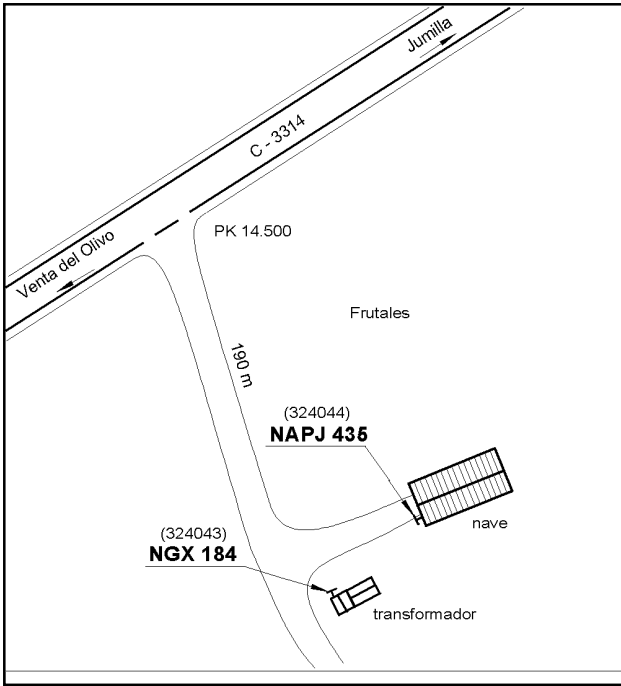 Jumilla
C - 3314
PK 14.500
Venta del Olivo
Frutales
190 m
(324044)
NAPJ 435
nave
(324043)
NGX 184
transformador